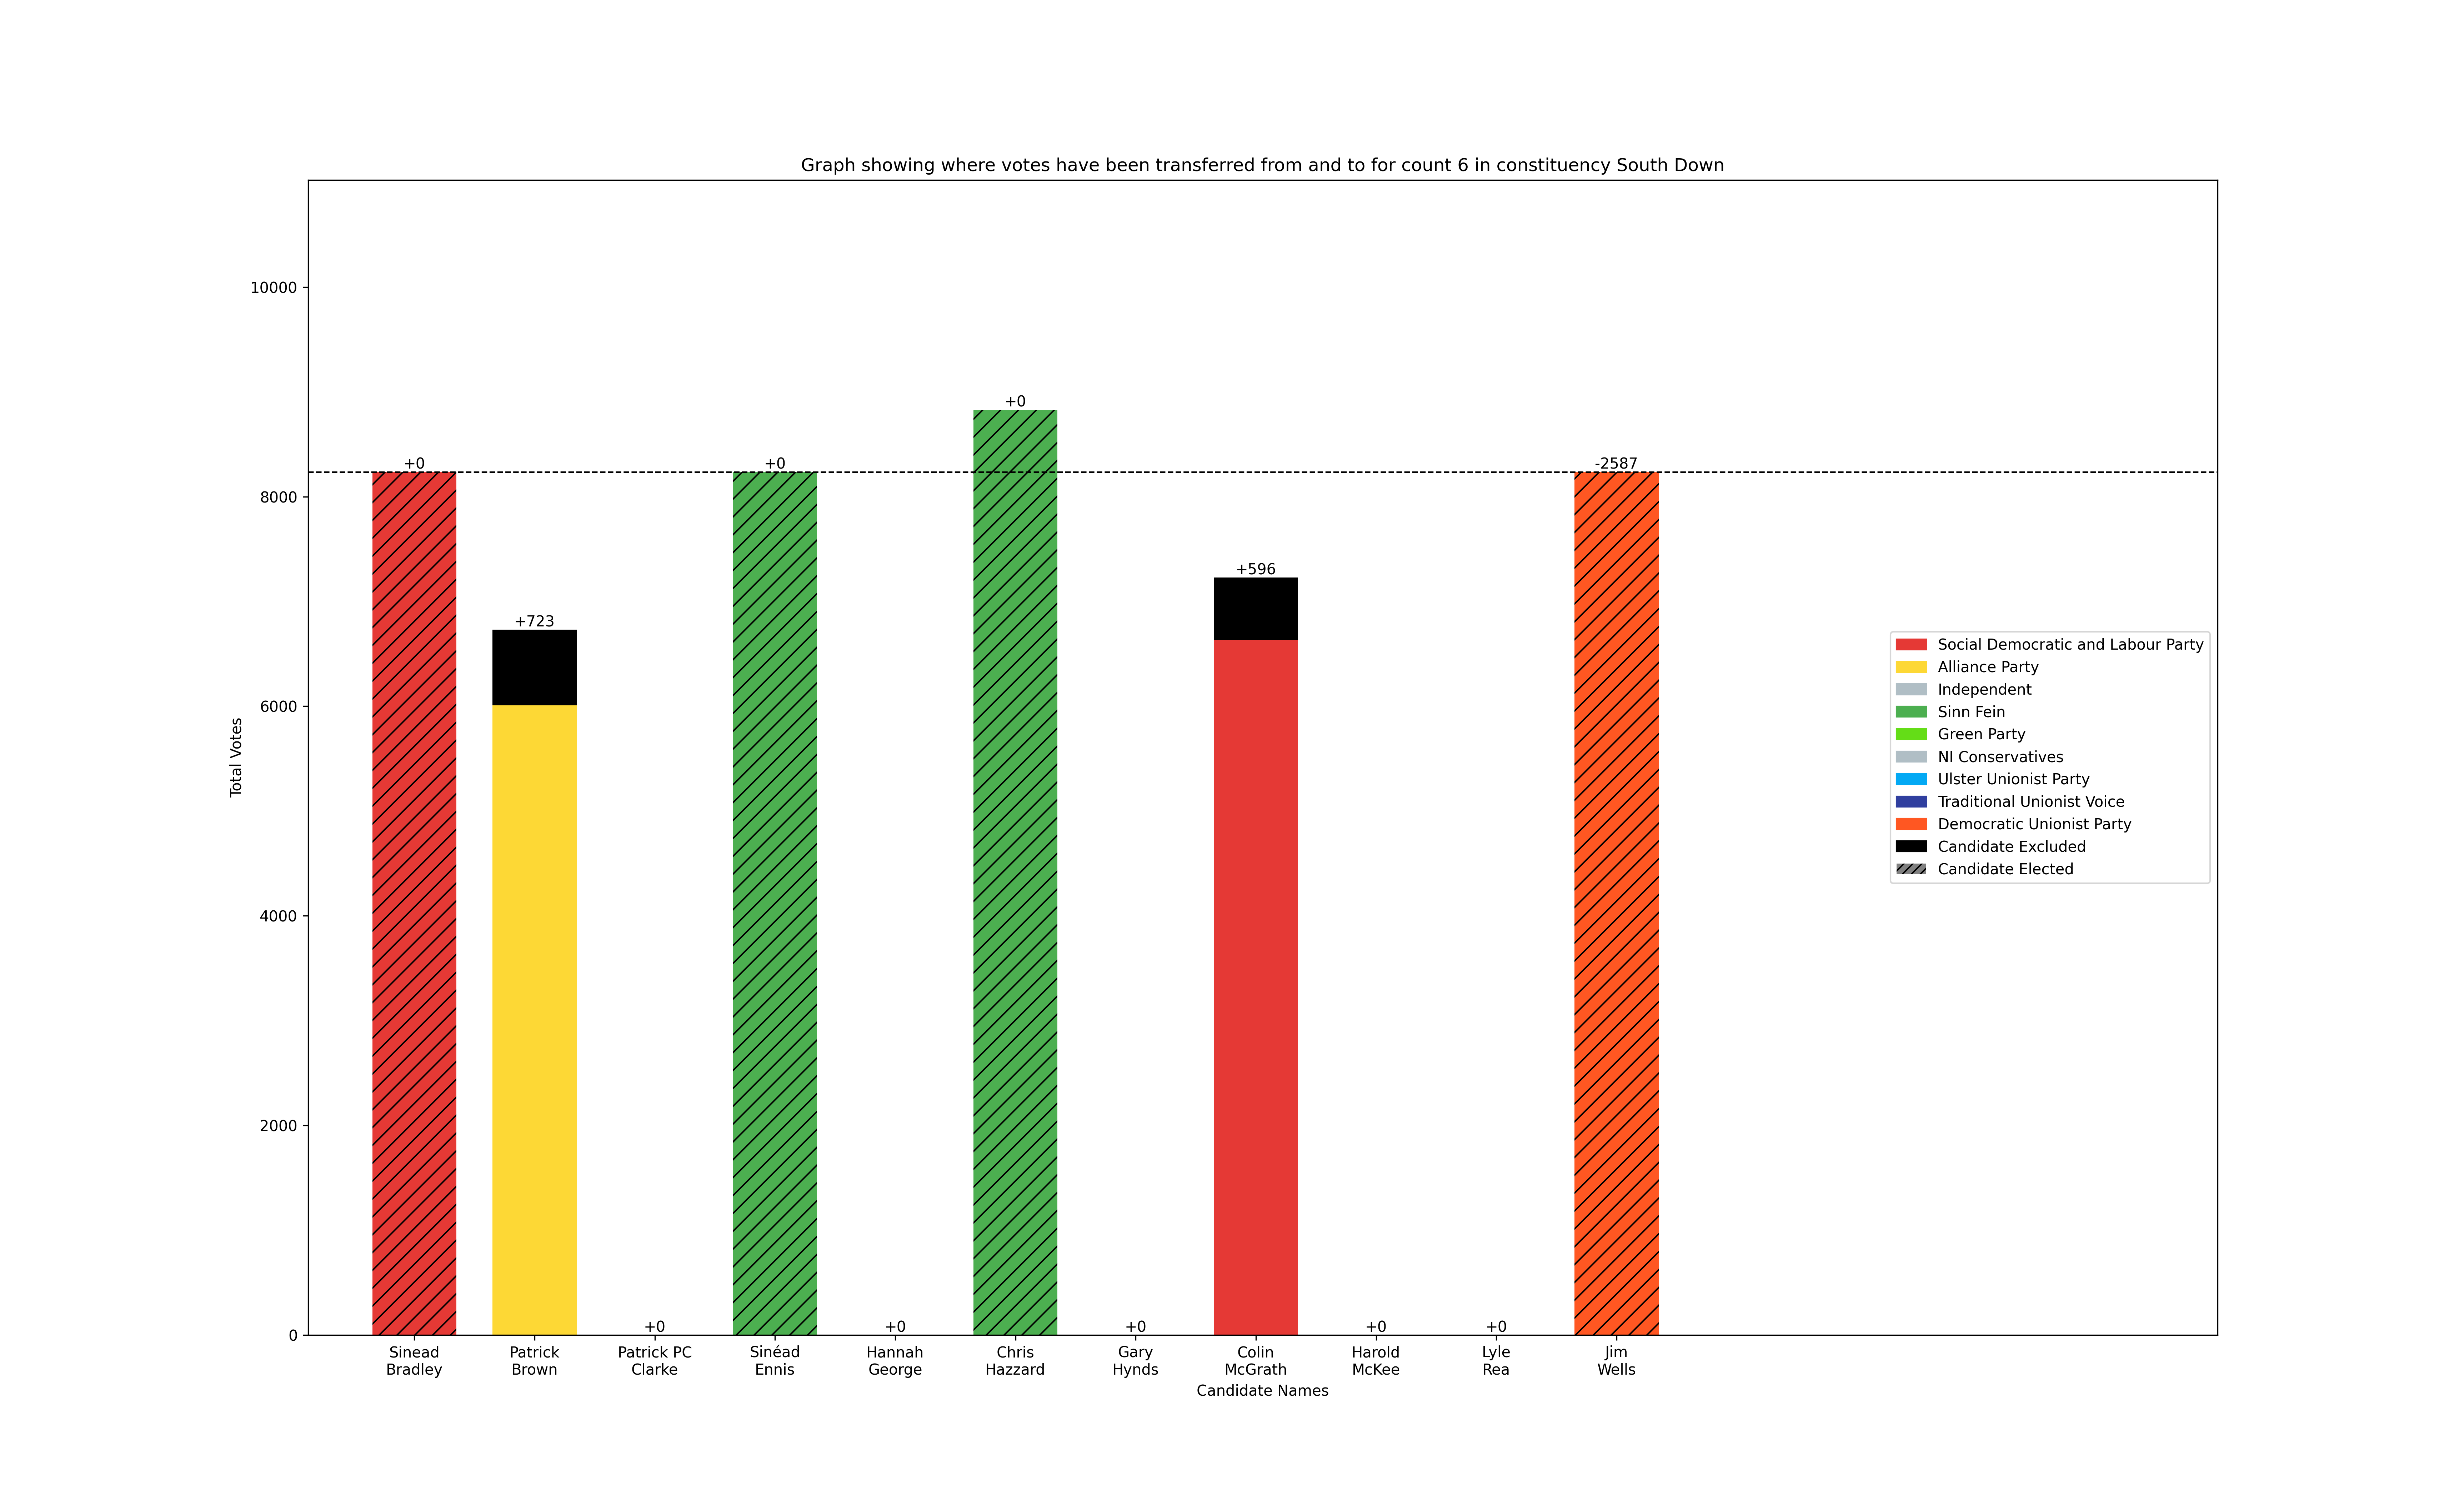 Graph showing where votes have been transferred from and to for count 6 in constituency South Down
Total Votes
10000
8000
6000
4000
2000
0
+0
+723
+0
+0
+0
+0
+0
+596
+0
+0
-2587
Sinead
Bradley
Patrick
Brown
Patrick PC
Clarke
Sinéad
Ennis
Hannah
George
Chris
Hazzard
Gary
Hynds
Colin
McGrath
Harold
McKee
Lyle
Rea
Jim
Wells
Candidate Names
Social Democratic and Labour Party
Alliance Party
Independent
Sinn Fein
Green Party
NI Conservatives
Ulster Unionist Party
Traditional Unionist Voice
Democratic Unionist Party
Candidate Excluded
Candidate Elected